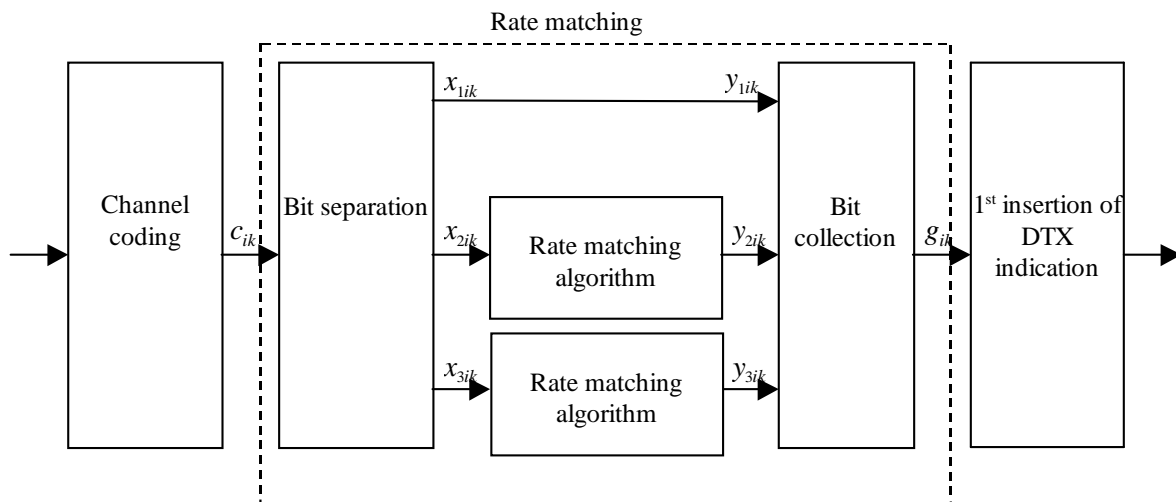 Rate matching
Channel
coding
c_ik
Bit separation
x_1ik
y_1ik
x_2ik
Rate matching
algorithm
y_2ik
x_3ik
Rate matching
algorithm
y_3ik
Bit
collection
g_ik
1st insertion of
DTX
indication